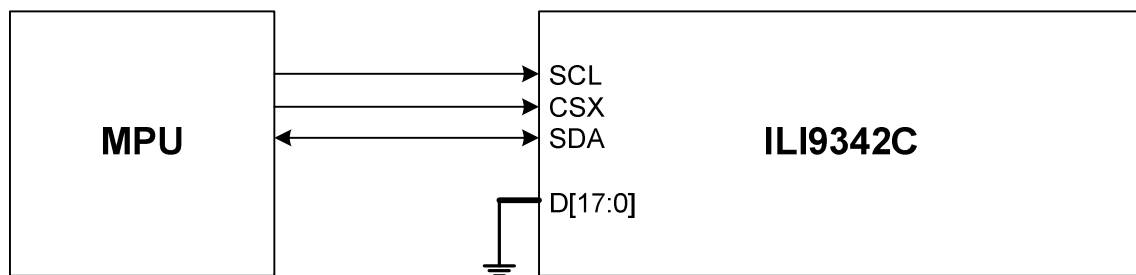 SCL
CSX
MPU
SDA
ILI9342C
D[17:0]